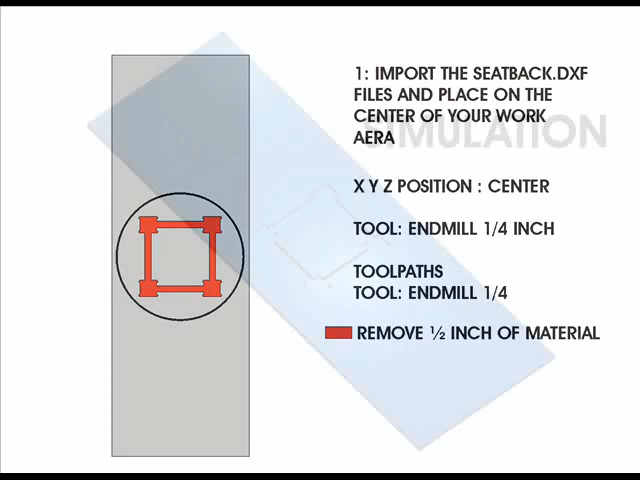 1: IMPORT THE SEATBACK.DXF
FILES AND PLACE ON THE
CENTER OF YOUR WORK
AERA
SIMULATION
X Y Z POSITION : CENTER
TOOL: ENDMILL 1/4 INCH
TOOLPATHS
TOOL: ENDMILL 1/4
REMOVE ½ INCH OF MATERIAL